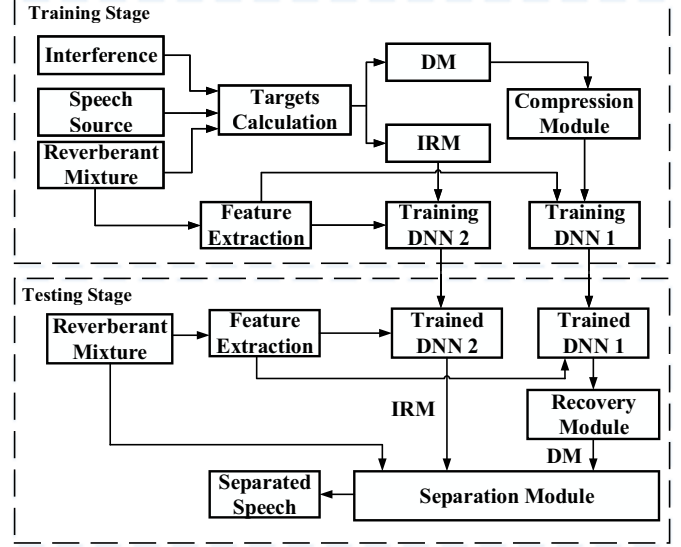 Training Stage
Interference
DM
Speech
Source
Targets
Calculation
Compression
Module
Reverberant
Mixture
IRM
Feature
Extraction
Training
DNN 2
Training
DNN 1
Testing Stage
Reverberant
Mixture
Feature
Extraction
Trained
DNN 2
Trained
DNN 1
IRM
Recovery
Module
DM
Separated
Speech
Separation Module